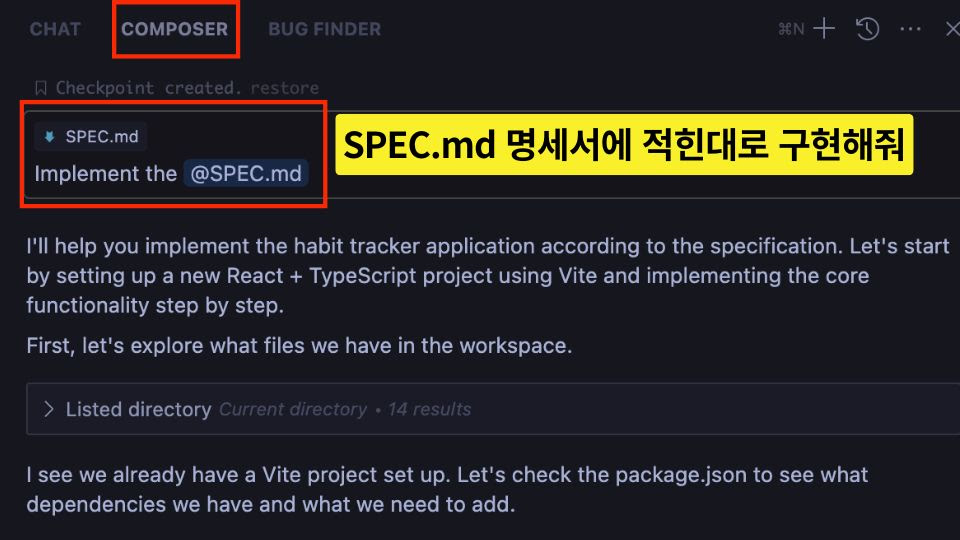 CHAT COMPOSER BUG FINDER ⌘N
Checkpoint created. restore
SPEC.md
Implement the @SPEC.md
SPEC.md 명세서에 적힌대로 구현해줘
I'll help you implement the habit tracker application according to the specification. Let's start
by setting up a new React + TypeScript project using Vite and implementing the core
functionality step by step.
First, let's explore what files we have in the workspace.
Listed directory Current directory • 14 results
I see we already have a Vite project set up. Let's check the package.json to see what
dependencies we have and what we need to add.